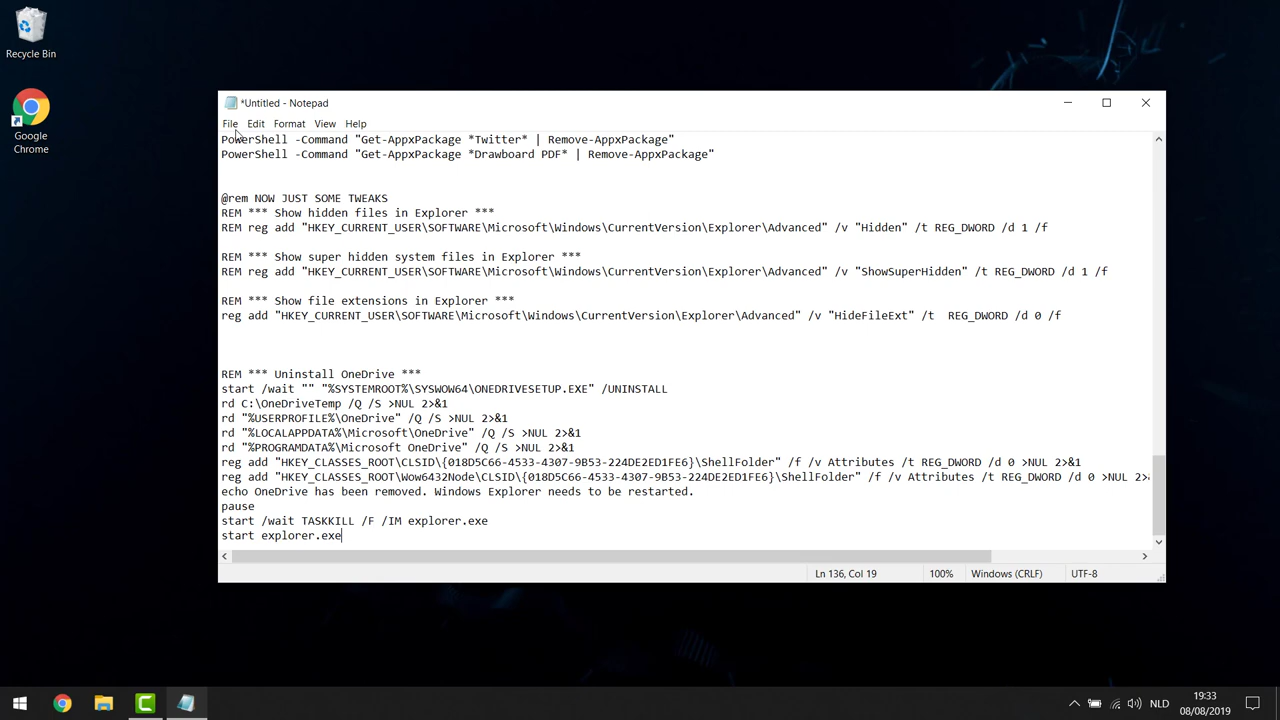 Recycle Bin
Google
Chrome
*Untitled - Notepad
File Edit Format View Help
PowerShell -Command "Get-AppxPackage *Twitter* | Remove-AppxPackage"
PowerShell -Command "Get-AppxPackage *Drawboard PDF* | Remove-AppxPackage"
@rem NOW JUST SOME TWEAKS
REM *** Show hidden files in Explorer ***
REM reg add "HKEY_CURRENT_USER\SOFTWARE\Microsoft\Windows\CurrentVersion\Explorer\Advanced" /v "Hidden" /t REG_DWORD /d 1 /f
REM *** Show super hidden system files in Explorer ***
REM reg add "HKEY_CURRENT_USER\SOFTWARE\Microsoft\Windows\CurrentVersion\Explorer\Advanced" /v "ShowSuperHidden" /t REG_DWORD /d 1 /f
REM *** Show file extensions in Explorer ***
reg add "HKEY_CURRENT_USER\SOFTWARE\Microsoft\Windows\CurrentVersion\Explorer\Advanced" /v "HideFileExt" /t  REG_DWORD /d 0 /f
REM *** Uninstall OneDrive ***
start /wait "" "%SYSTEMROOT%\SYSWOW64\ONEDRIVESETUP.EXE" /UNINSTALL
rd C:\OneDriveTemp /Q /S >NUL 2>&1
rd "%USERPROFILE%\OneDrive" /Q /S >NUL 2>&1
rd "%LOCALAPPDATA%\Microsoft\OneDrive" /Q /S >NUL 2>&1
rd "%PROGRAMDATA%\Microsoft OneDrive" /Q /S >NUL 2>&1
reg add "HKEY_CLASSES_ROOT\CLSID\{018D5C66-4533-4307-9B53-224DE2ED1FE6}\ShellFolder" /f /v Attributes /t REG_DWORD /d 0 >NUL 2>&1
reg add "HKEY_CLASSES_ROOT\Wow6432Node\CLSID\{018D5C66-4533-4307-9B53-224DE2ED1FE6}\ShellFolder" /f /v Attributes /t REG_DWORD /d 0 >NUL 2>&
echo OneDrive has been removed. Windows Explorer needs to be restarted.
pause
start /wait TASKKILL /F /IM explorer.exe
start explorer.exe
Ln 136, Col 19 100% Windows (CRLF) UTF-8
NLD
19:33
08/08/2019